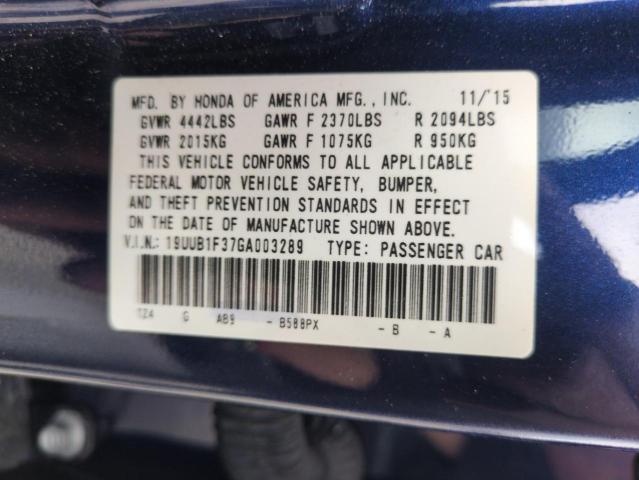 MFD. BY HONDA OF AMERICA MFG., INC. 11/'15
GVWR 4442LBS GAWR F 2370LBS R 2094LBS
GVWR 2015KG GAWR F 1075KG R 950KG
THIS VEHICLE CONFORMS TO ALL APPLICABLE
FEDERAL MOTOR VEHICLE SAFETY, BUMPER,
AND THEFT PREVENTION STANDARDS IN EFFECT
ON THE DATE OF MANUFACTURE SHOWN ABOVE.
V.I.N.: 19UUB1F37GA003289 TYPE: PASSENGER CAR
TZ4 G AB9 - B588PX - B - A